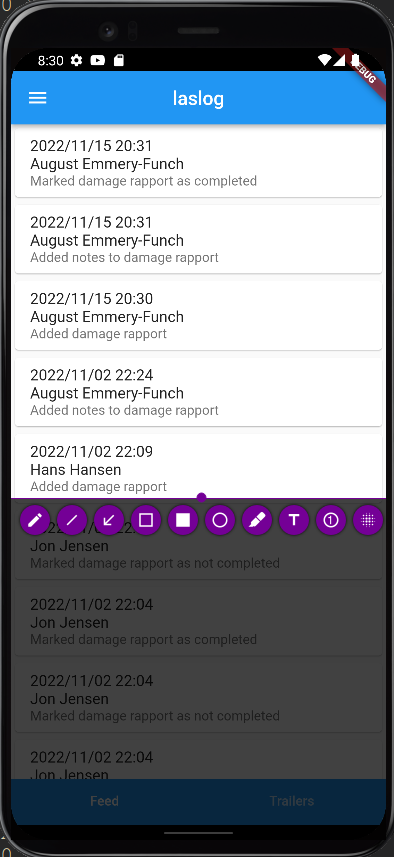 8:30
DEBUG
laslog
2022/11/15 20:31
August Emmery-Funch
Marked damage rapport as completed
2022/11/15 20:31
August Emmery-Funch
Added notes to damage rapport
2022/11/15 20:30
August Emmery-Funch
Added damage rapport
2022/11/02 22:24
August Emmery-Funch
Added notes to damage rapport
2022/11/02 22:09
Hans Hansen
Added damage rapport
T
1
Jon Jensen
Marked damage rapport as not completed
2022/11/02 22:04
Jon Jensen
Marked damage rapport as completed
2022/11/02 22:04
Jon Jensen
Marked damage rapport as not completed
2022/11/02 22:04
Jon Jensen
Feed
Trailers